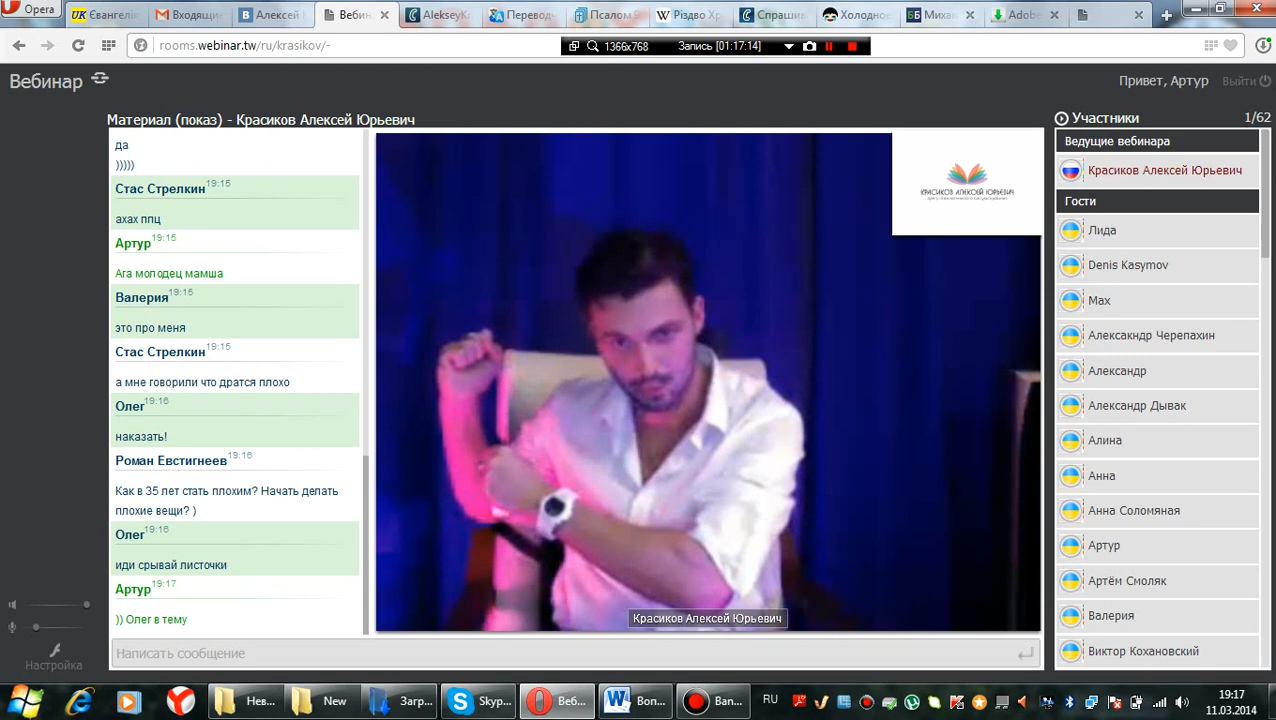 Opera
Євангелі
Входящие
Алексей
Вебин
AlekseyK
Переводч
Псалом
Різдво Хр
Спрашив
Холодное
Миха
Adobe
rooms.webinar.tw/ru/krasikov/-
1366x768
Запись [01:17:14]
Вебинар
Привет, Артур
Выйти
Материал (показ) - Красиков Алексей Юрьевич
да
)))))
Стас Стрелкин 19:15
ахах ппц
Артур 19:15
Ага молодец мамша
Валерия 19:15
это про меня
Стас Стрелкин 19:15
а мне говорили что дратся плохо
Олег 19:16
наказать!
Роман Евстигнеев 19:16
Как в 35 лет стать плохим? Начать делать
плохие вещи? )
Олег 19:16
иди срывай листочки
Артур 19:17
)) Олег в тему
Написать сообщение
Настройка
КРАСИКОВ АЛЕКСЕЙ ЮРЬЕВИЧ
Красиков Алексей Юрьевич
Участники 1/62
Ведущие вебинара
Красиков Алексей Юрьевич
Гости
Лида
Denis Kasymov
Max
Алексакндр Черепахин
Александр
Александр Дывак
Алина
Анна
Анна Соломяная
Артур
Артём Смоляк
Валерия
Виктор Кохановский
Нев...
New
Загр...
Skyp...
Веб...
Воп...
Ban...
RU
19:17
11.03.2014